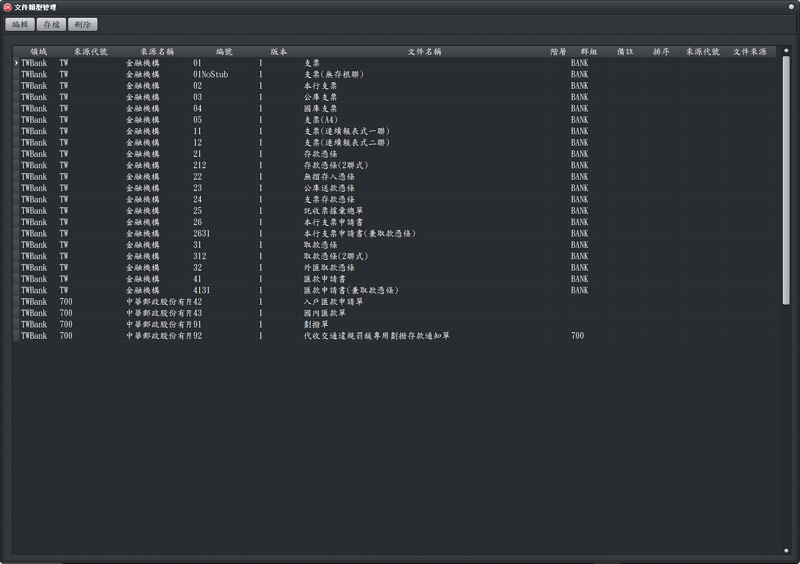 文件類型管理
編輯 存檔 刪除
領域 來源代號 來源名稱 編號 版本 文件名稱 階層 群組 備註 排序 來源代號 文件來源
TWBank TW 金融機構 01 1 支票 BANK
TWBank TW 金融機構 01NoStub 1 支票(無存根聯) BANK
TWBank TW 金融機構 02 1 本行支票 BANK
TWBank TW 金融機構 03 1 公庫支票 BANK
TWBank TW 金融機構 04 1 國庫支票 BANK
TWBank TW 金融機構 05 1 支票(A4) BANK
TWBank TW 金融機構 11 1 支票(連續報表式一聯) BANK
TWBank TW 金融機構 12 1 支票(連續報表式二聯) BANK
TWBank TW 金融機構 21 1 存款憑條 BANK
TWBank TW 金融機構 212 1 存款憑條(2聯式) BANK
TWBank TW 金融機構 22 1 無摺存入憑條 BANK
TWBank TW 金融機構 23 1 公庫送款憑條 BANK
TWBank TW 金融機構 24 1 支票存款憑條 BANK
TWBank TW 金融機構 25 1 託收票據彙總單 BANK
TWBank TW 金融機構 26 1 本行支票申請書 BANK
TWBank TW 金融機構 2631 1 本行支票申請書(兼取款憑條) BANK
TWBank TW 金融機構 31 1 取款憑條 BANK
TWBank TW 金融機構 312 1 取款憑條(2聯式) BANK
TWBank TW 金融機構 32 1 外匯取款憑條 BANK
TWBank TW 金融機構 41 1 匯款申請書 BANK
TWBank TW 金融機構 4131 1 匯款申請書(兼取款憑條) BANK
TWBank 700 中華郵政股份有 42 1 入戶匯款申請單
TWBank 700 中華郵政股份有 43 1 國內匯款單
TWBank 700 中華郵政股份有 91 1 劃撥單
TWBank 700 中華郵政股份有 92 1 代收交通違規罰鍰專用劃撥存款通知單 700